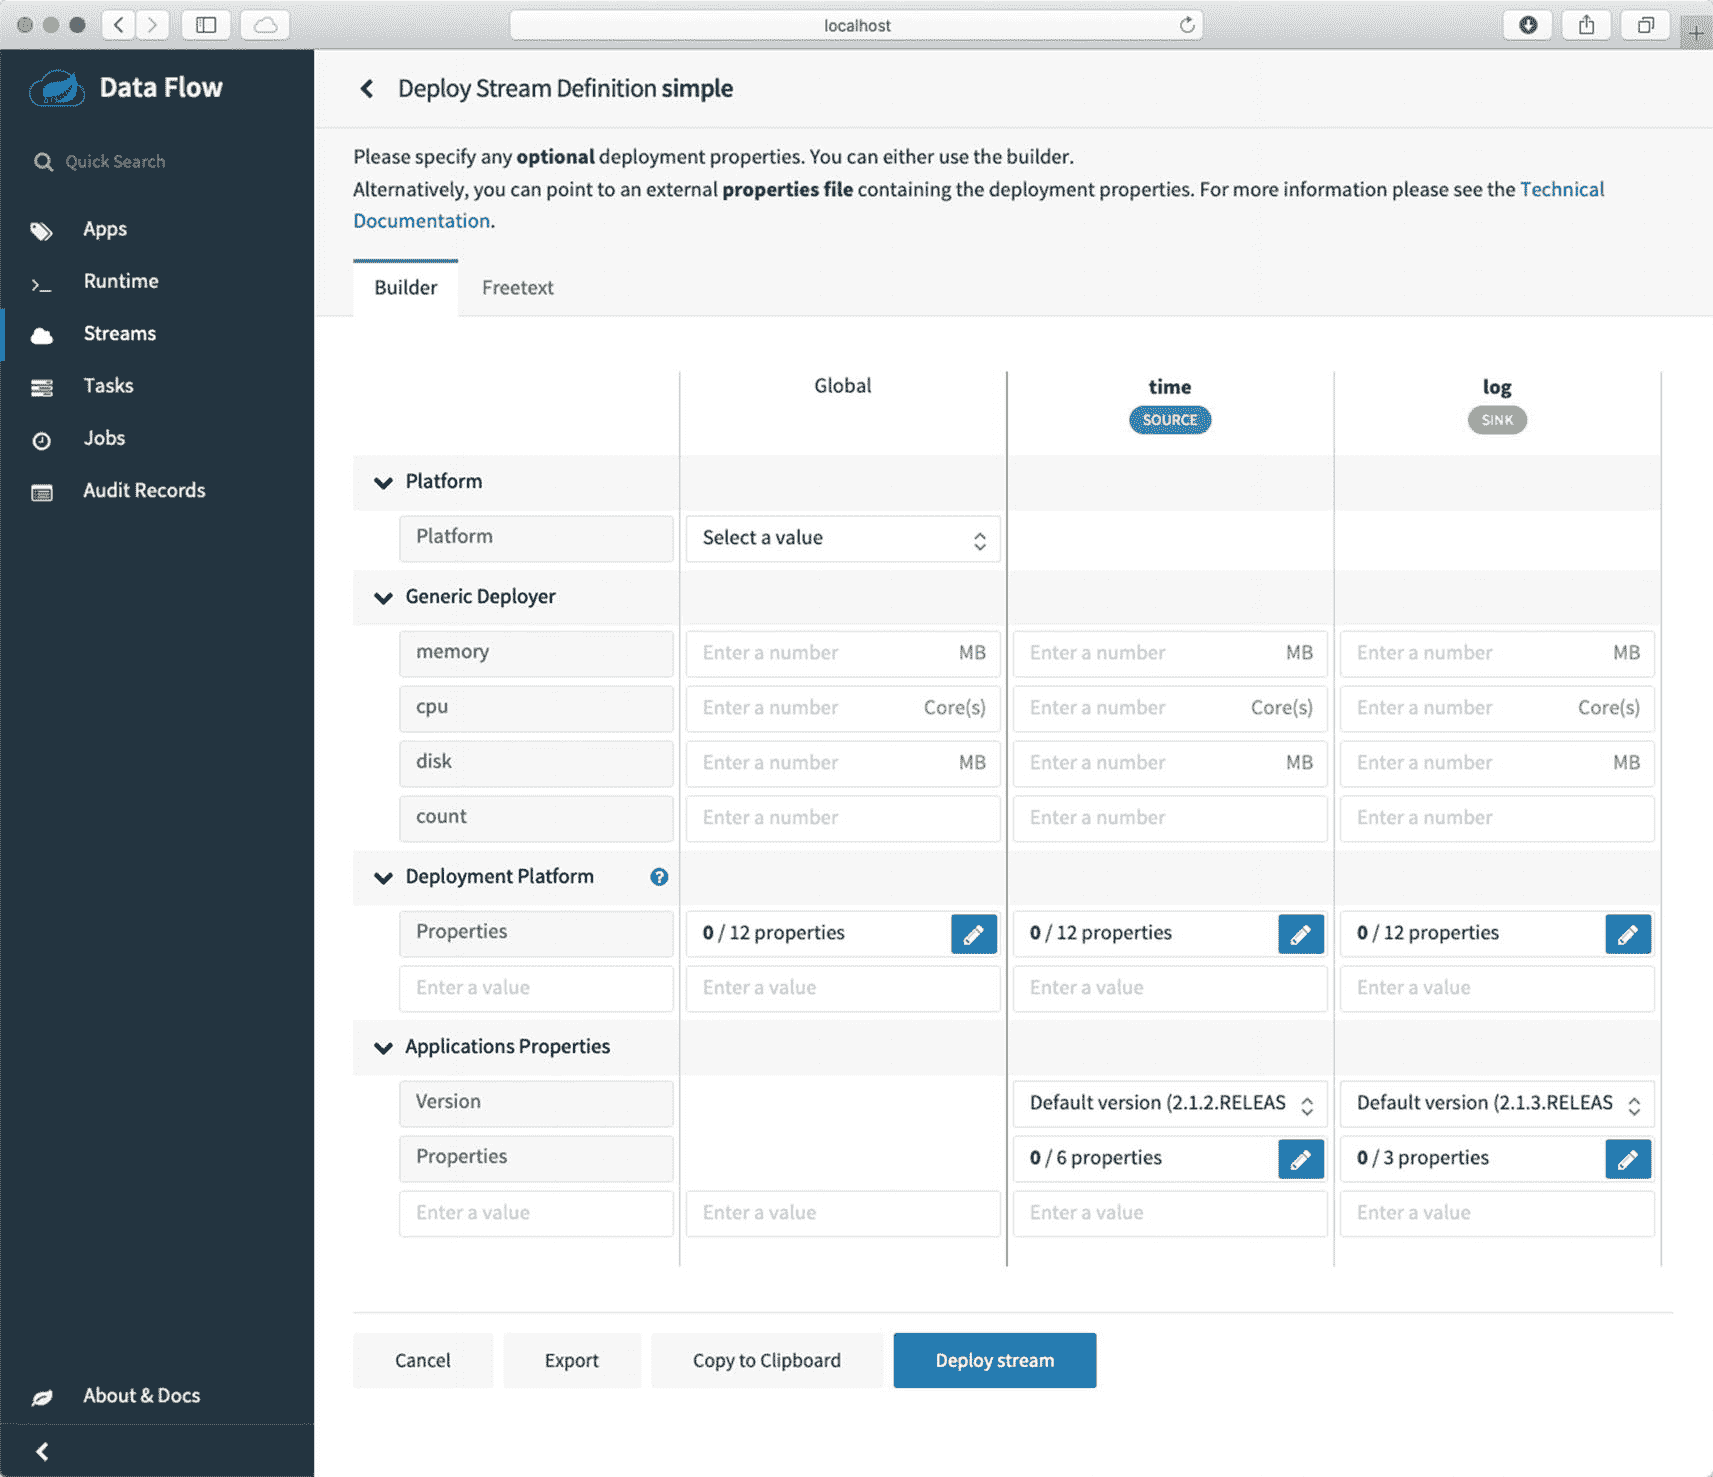 localhost
Data Flow
Quick Search
Apps
Runtime
Streams
Tasks
Jobs
Audit Records
About & Docs
Deploy Stream Definition simple
Please specify any optional deployment properties. You can either use the builder.
Alternatively, you can point to an external properties file containing the deployment properties. For more information please see the Technical
Documentation.
Builder Freetext
Global time log
SOURCE SINK
Platform
Platform Select a value
Generic Deployer
memory Enter a number MB Enter a number MB Enter a number MB
cpu Enter a number Core(s) Enter a number Core(s) Enter a number Core(s)
disk Enter a number MB Enter a number MB Enter a number MB
count Enter a number Enter a number Enter a number
Deployment Platform ?
Properties 0 / 12 properties 0 / 12 properties 0 / 12 properties
Enter a value Enter a value Enter a value Enter a value
Applications Properties
Version Default version (2.1.2.RELEAS Default version (2.1.3.RELEAS
Properties 0 / 6 properties 0 / 3 properties
Enter a value Enter a value Enter a value Enter a value
Cancel Export Copy to Clipboard Deploy stream